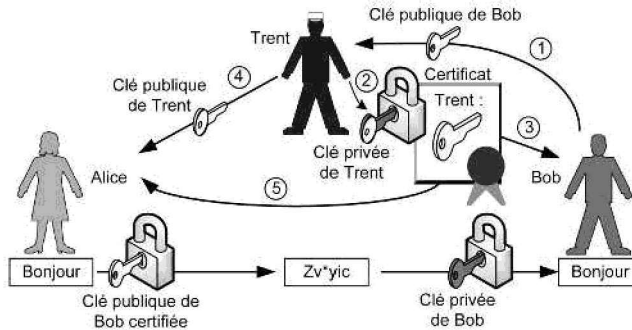 Clé publique de Bob
1
Trent
4
2
Certificat
Clé publique
de Trent
Trent :
3
Clé privée
de Trent
Alice
5
Bob
Bonjour
Zv*yic
Bonjour
Clé publique de
Bob certifiée
Clé privée
de Bob